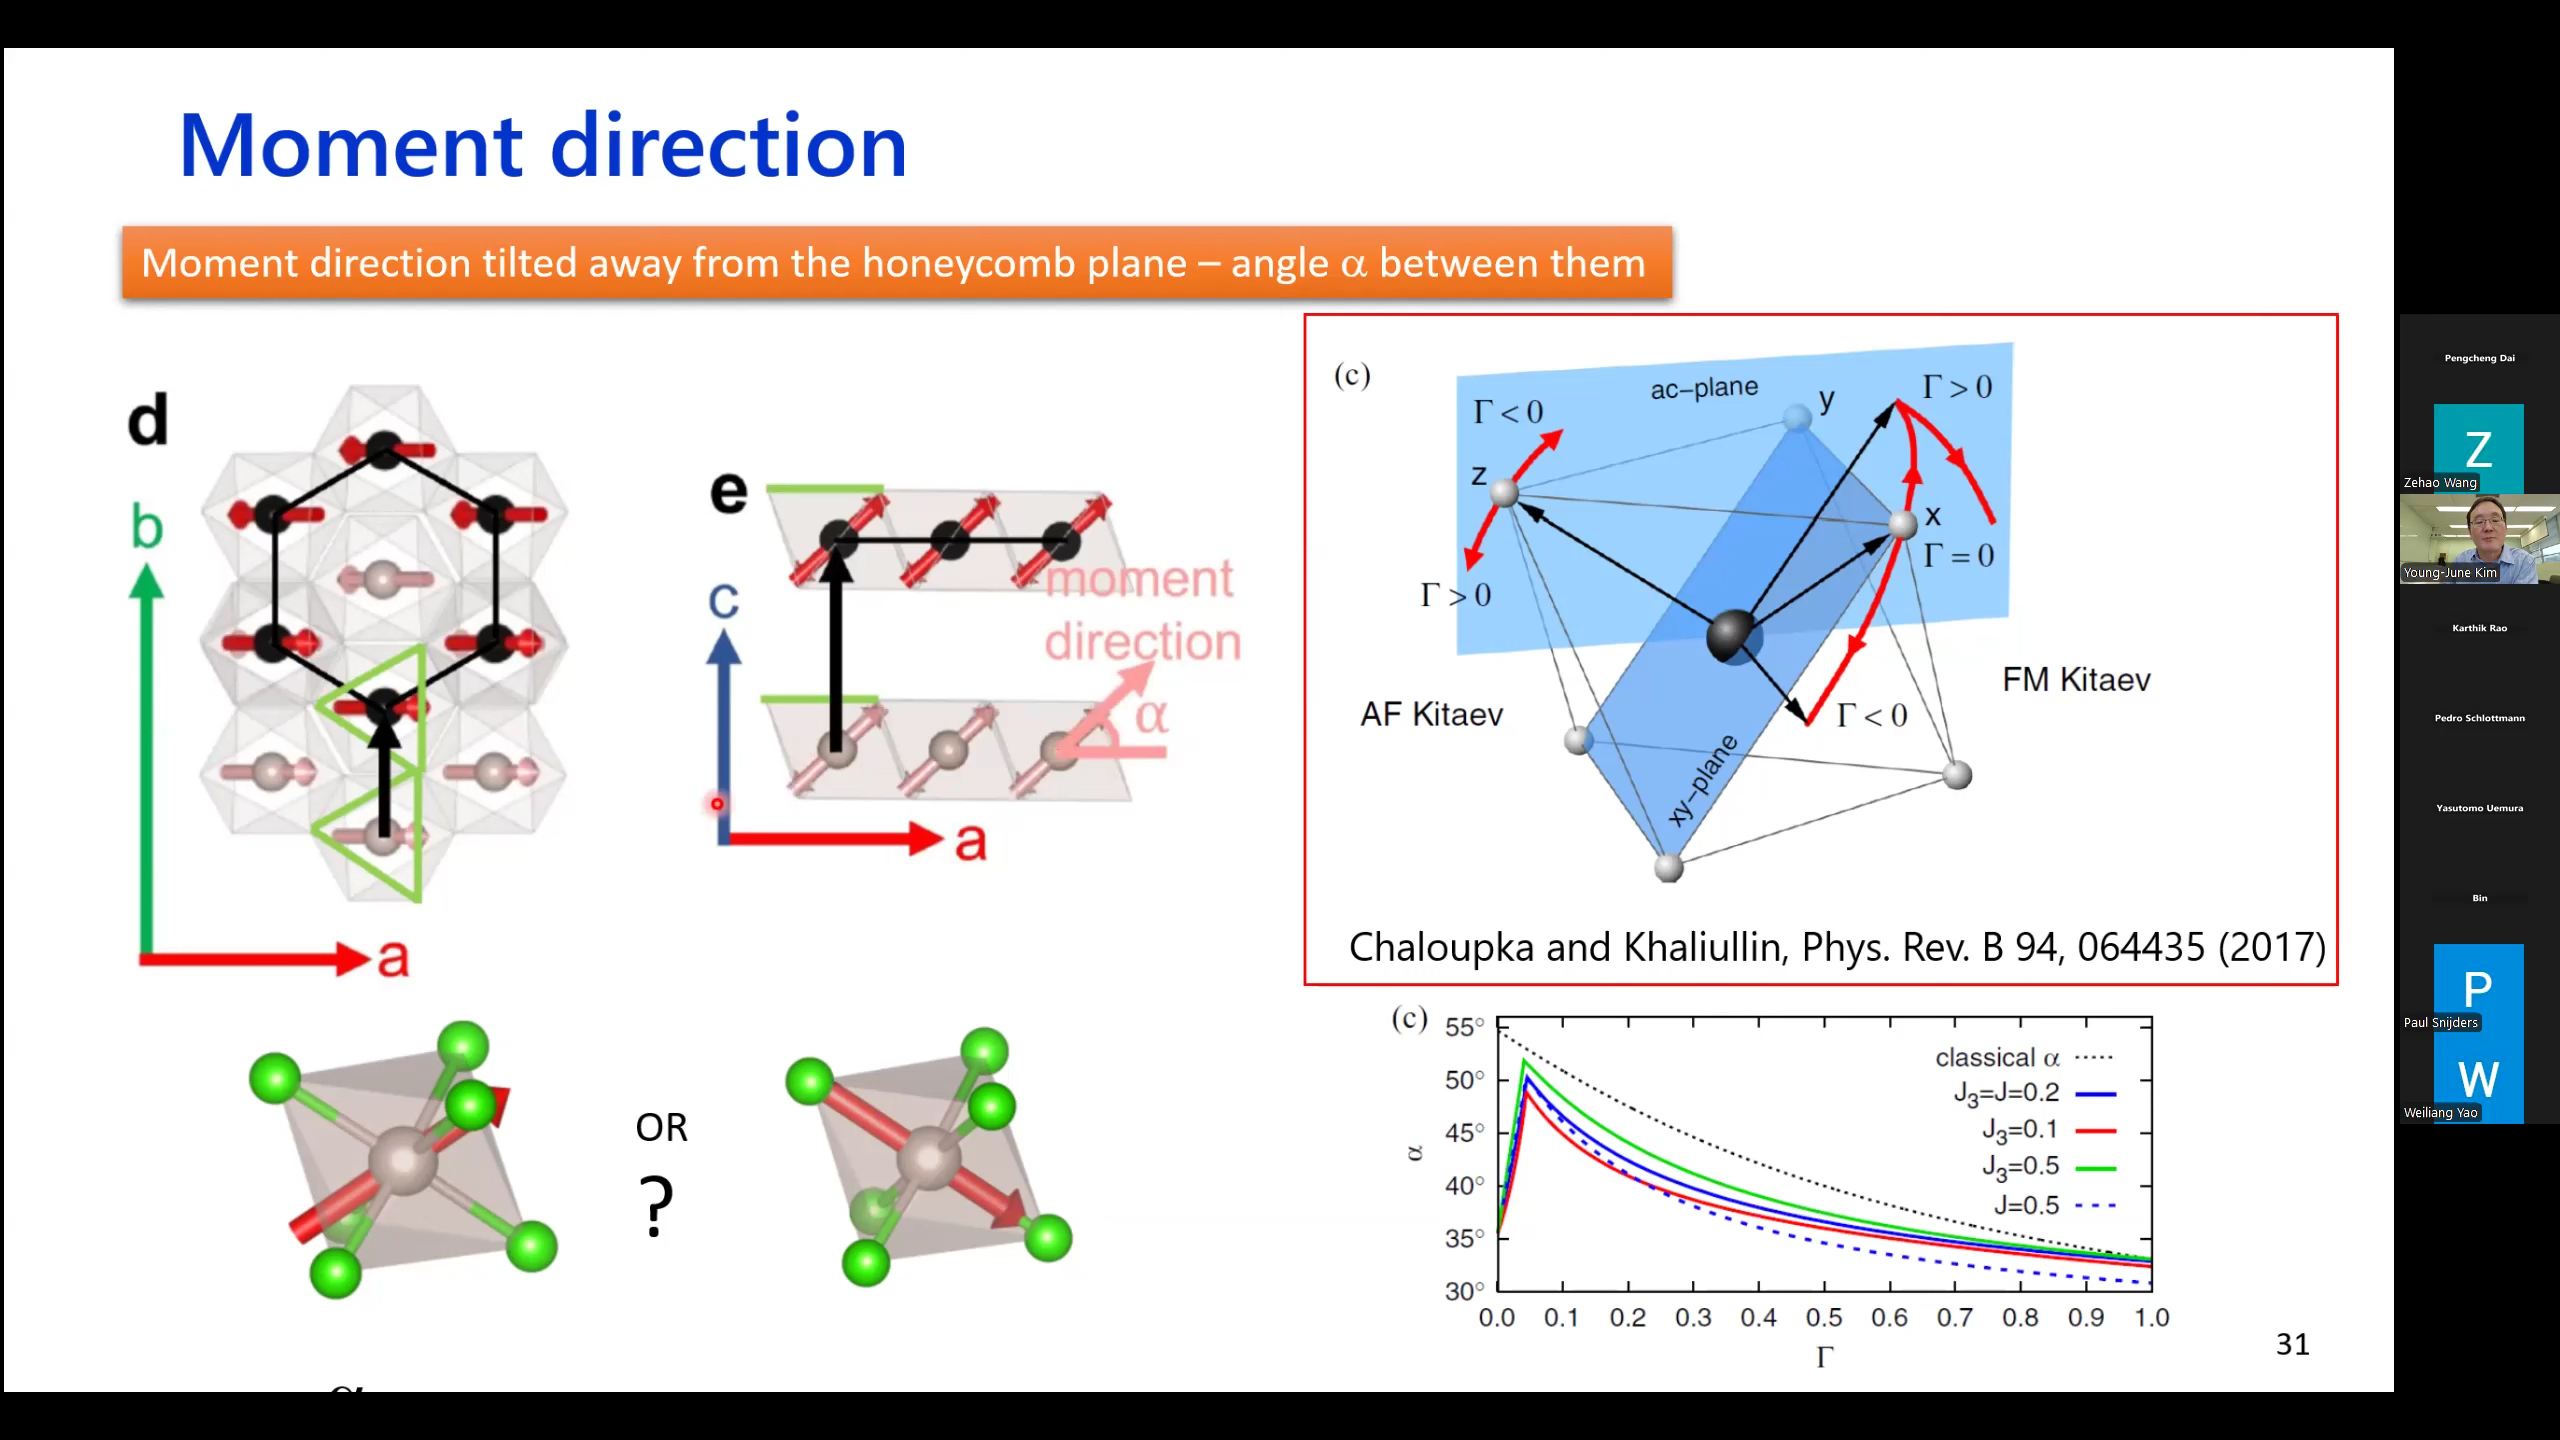 Moment direction
Moment direction tilted away from the honeycomb plane – angle α between them
d
b
a
e
c
a
moment
direction
α
(c)
ac–plane
y
Γ > 0
Γ < 0
z
x
Γ = 0
Γ > 0
AF Kitaev
FM Kitaev
Γ < 0
xy–plane
Chaloupka and Khaliullin, Phys. Rev. B 94, 064435 (2017)
OR
?
(c)
55°
50°
45°
40°
35°
30°
α
classical α
J3=J=0.2
J3=0.1
J3=0.5
J=0.5
0.0 0.1 0.2 0.3 0.4 0.5 0.6 0.7 0.8 0.9 1.0
Γ
31
Pengcheng Dai
Z
Zehao Wang
Young-June Kim
Karthik Rao
Pedro Schlottmann
Yasutomo Uemura
Bin
P
Paul Snijders
W
Weiliang Yao